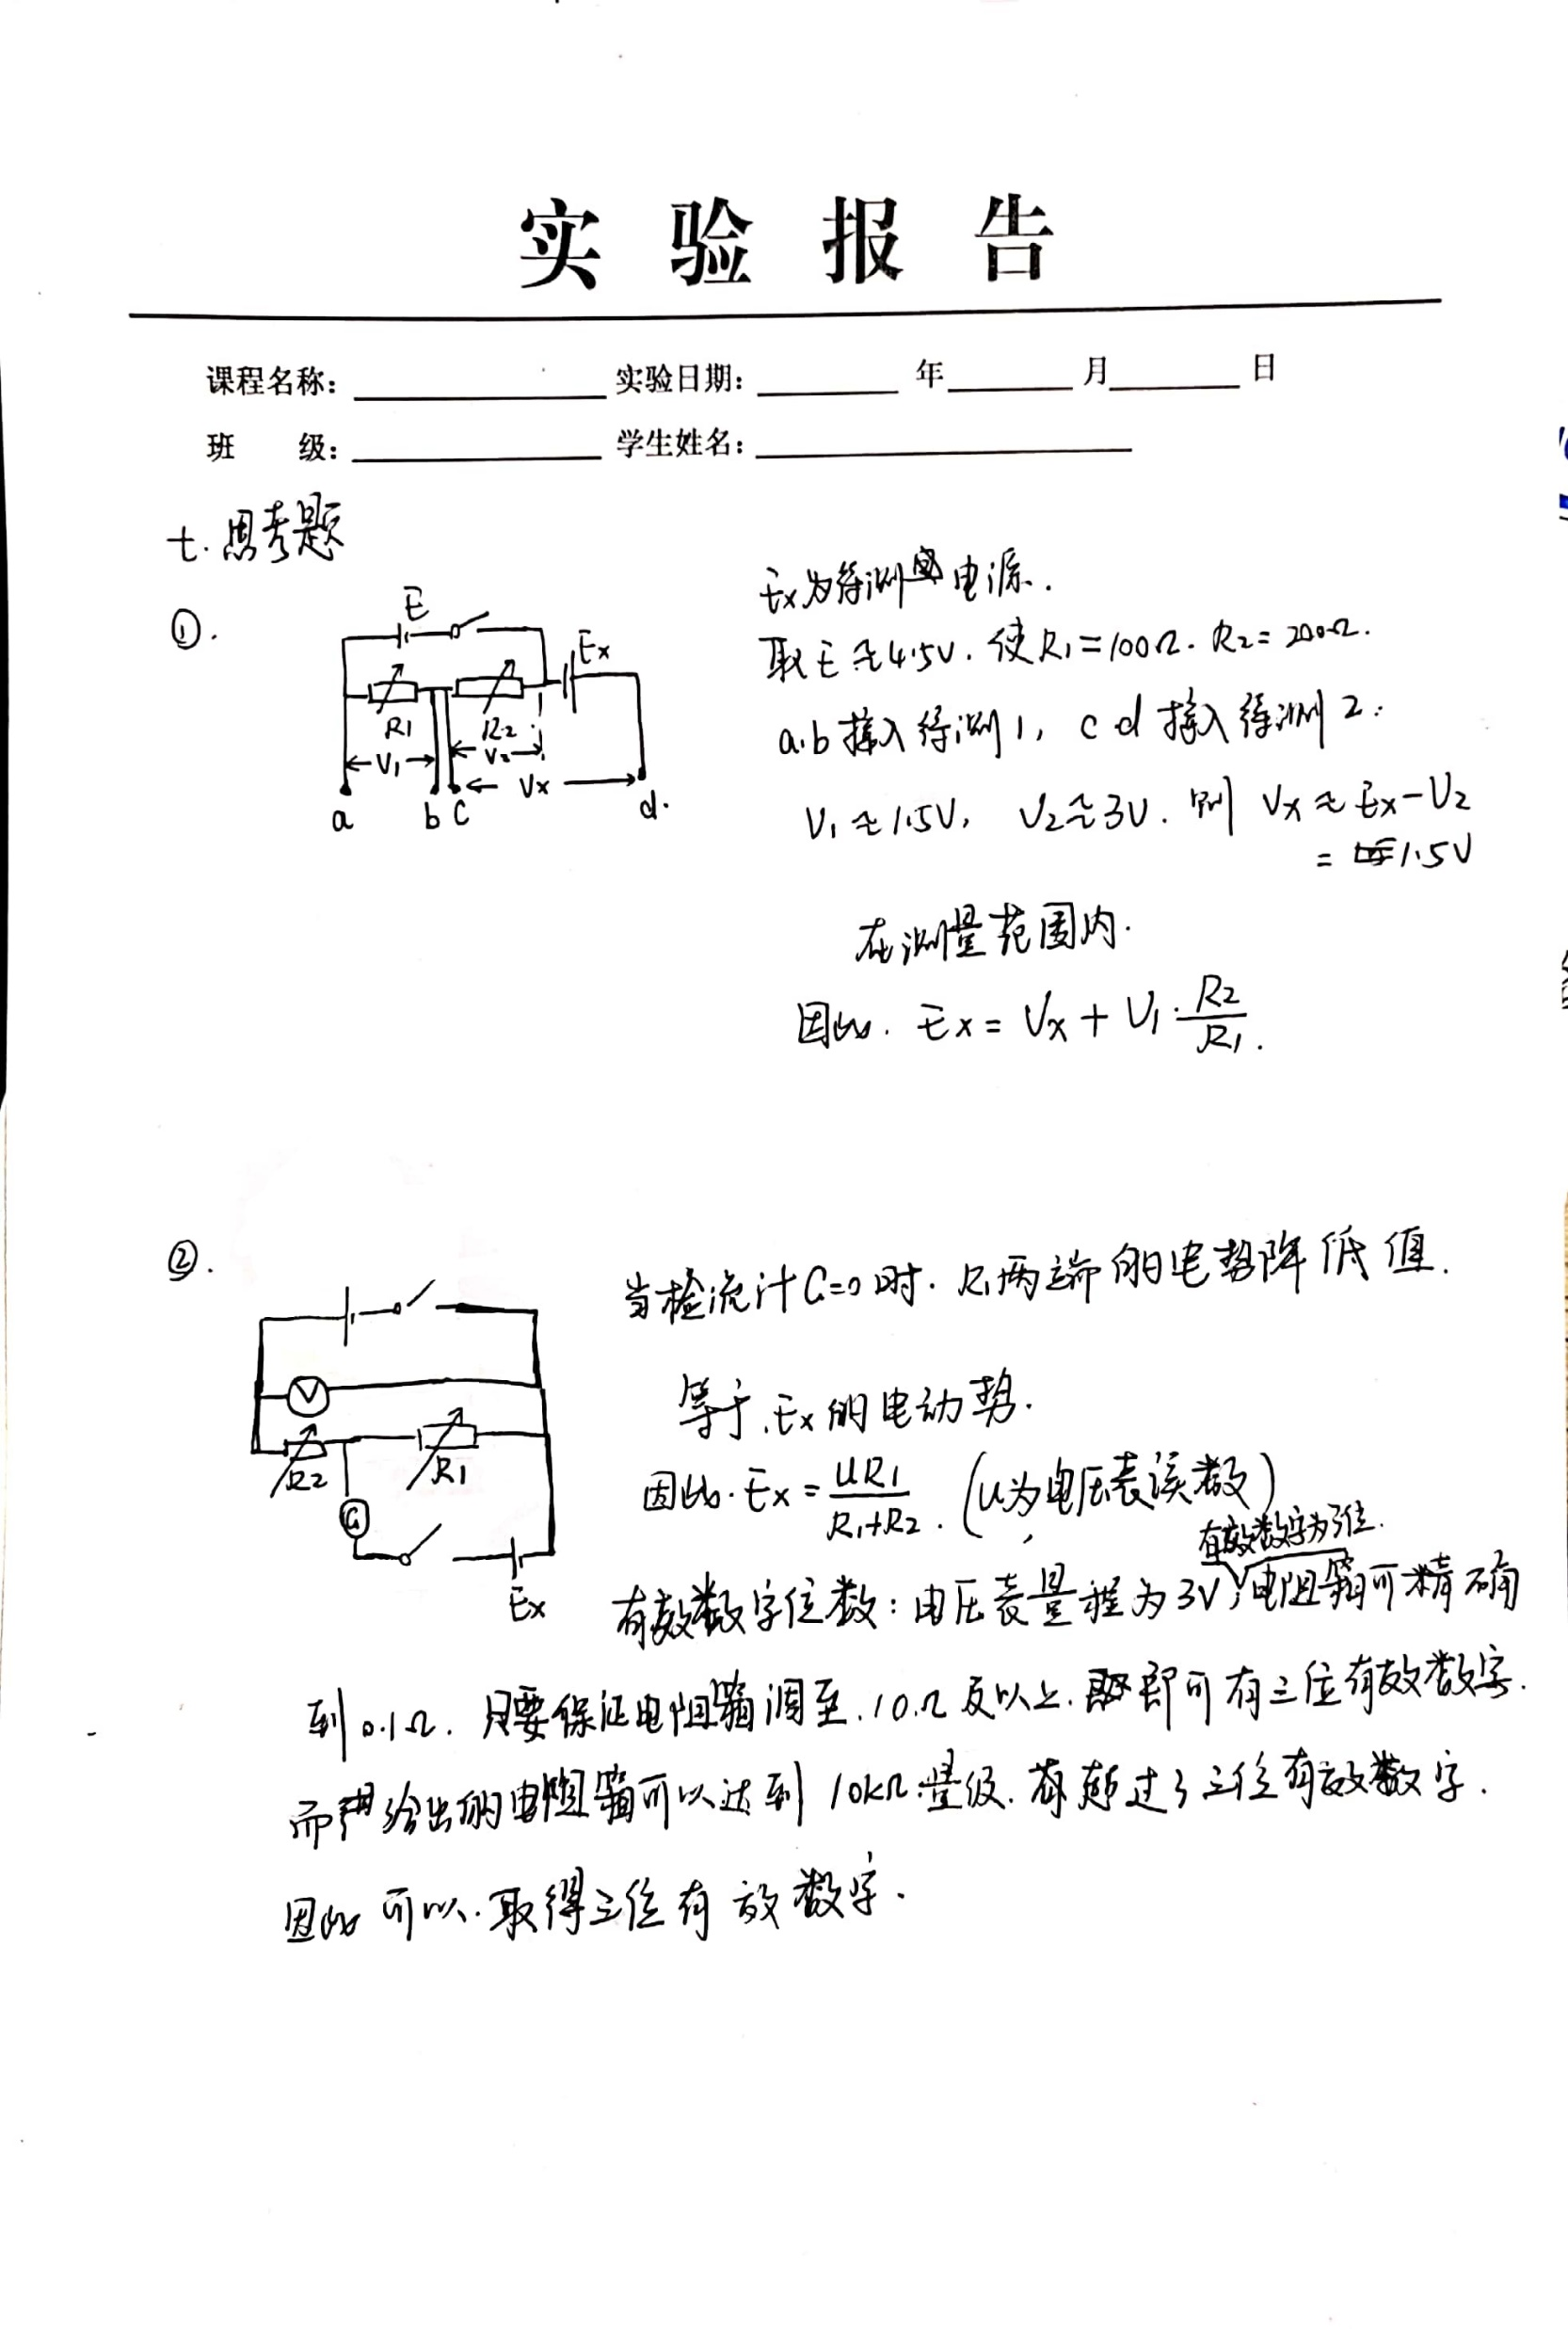 实验报告
课程名称： 实验日期： 年 月 日
班 级： 学生姓名：
七.思考题
①.
E
Ex
R1
R2
V1
V2
Vx
a
b
c
d.
Ex为待测电源.
取E≈4.5V. 使R1=100Ω. R2=200Ω.
a.b接入待测1, c d接入待测2:
V1≈1.5V, V2≈3V. 则 Vx≈Ex-V2
= 1.5V
在测量范围内.
因此. Ex=Vx+V1·R2/R1.
②.
V
R2
R1
G
Ex
当检流计G=0时. R1两端的电势降低值.
等于.Ex的电动势.
因此.Ex=UR1/R1+R2. (U为电压表读数)
有效数字为3位.
有效数字位数:电压表量程为3V,电阻箱可精确
到0.1Ω. 只要保证电阻箱调至.10Ω及以上.即可有三位有效数字.
而给出的电阻箱可以达到10kΩ量级.都超过了三位有效数字.
因此可以.取得三位有效数字.